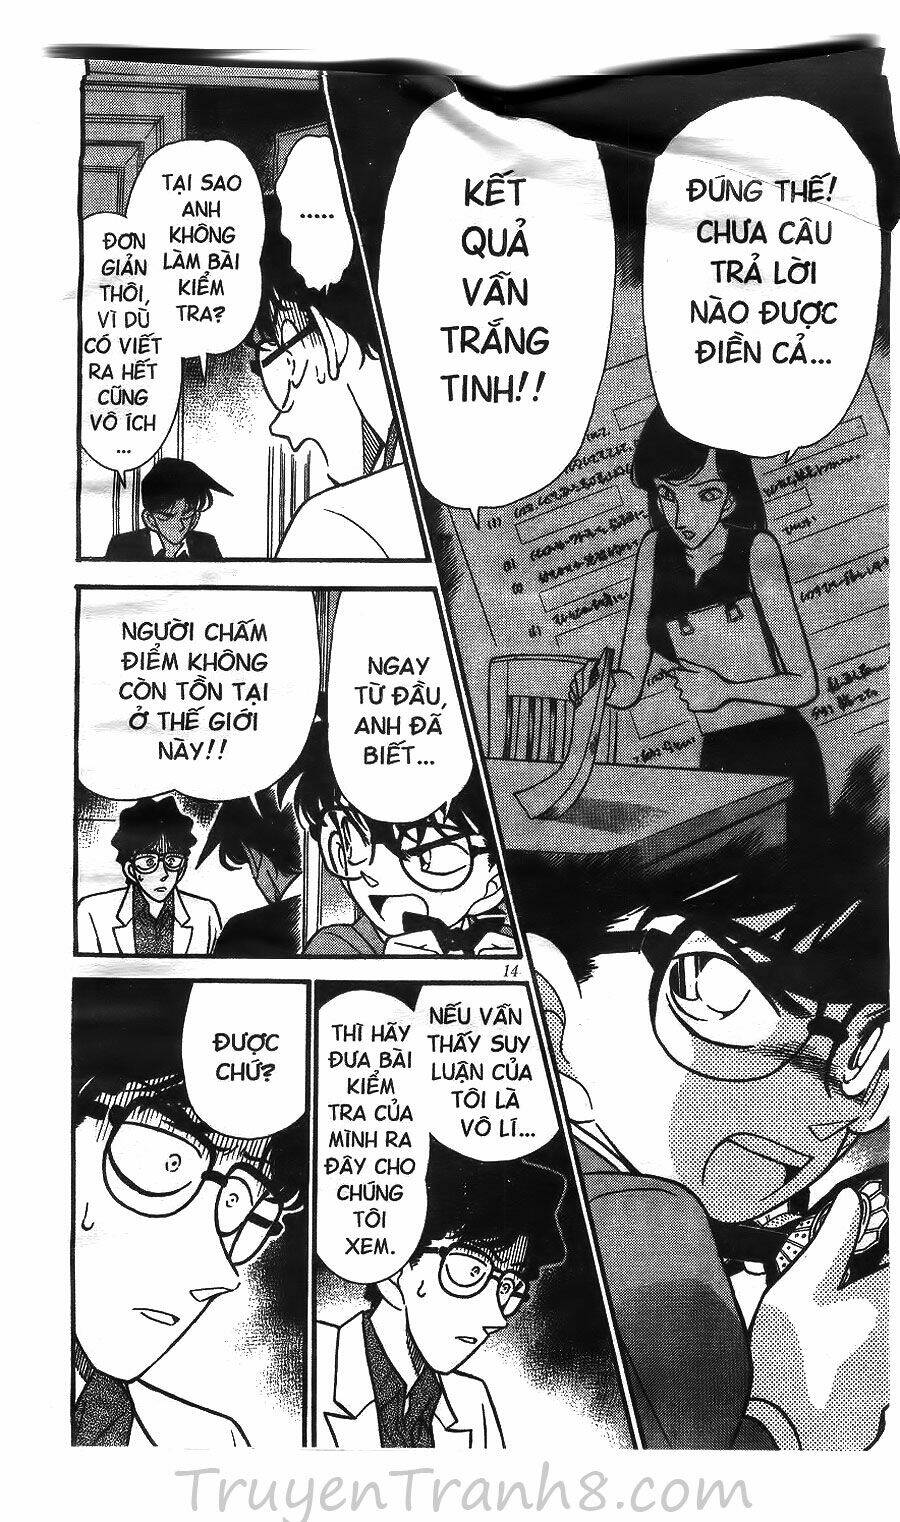 ĐÚNG THẾ!
CHƯA CÂU
TRẢ LỜI
NÀO ĐƯỢC
ĐIỀN CẢ...
KẾT
QUẢ
VẪN
TRẮNG
TINH!!
.....
TẠI SAO
ANH
KHÔNG
LÀM BÀI
KIỂM
TRA?
ĐƠN
GIẢN
THÔI,
VÌ DÙ
CÓ VIẾT
RA HẾT
CŨNG
VÔ ÍCH
...
NGAY
TỪ ĐẦU,
ANH ĐÃ
BIẾT...
NGƯỜI CHẤM
ĐIỂM KHÔNG
CÒN TỒN TẠI
Ở THẾ GIỚI
NÀY!!
14
NẾU VẪN
THẤY SUY
LUẬN CỦA
TÔI LÀ
VÔ LÍ...
THÌ HÃY
ĐƯA BÀI
KIỂM
TRA CỦA
MÌNH RA
ĐÂY CHO
CHÚNG
TÔI
XEM.
ĐƯỢC
CHỨ?
TruyenTranh8.com